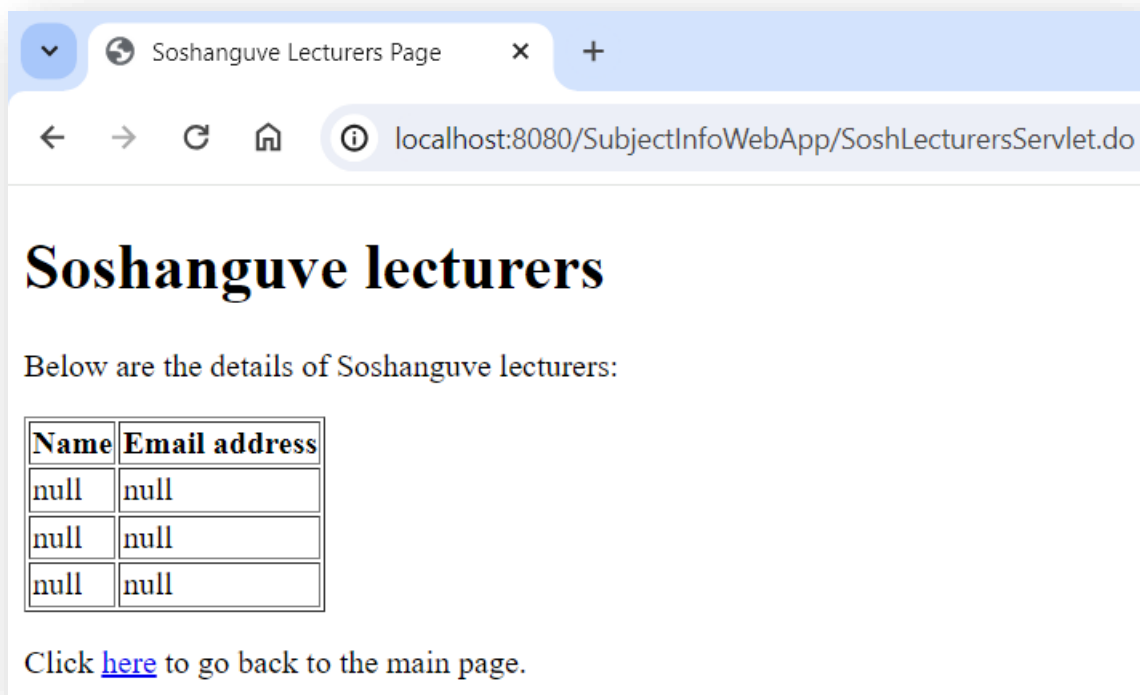 Soshanguve Lecturers Page
localhost:8080/SubjectInfoWebApp/SoshLecturersServlet.do
Soshanguve lecturers
Below are the details of Soshanguve lecturers:
Name Email address
null null
null null
null null
Click here to go back to the main page.